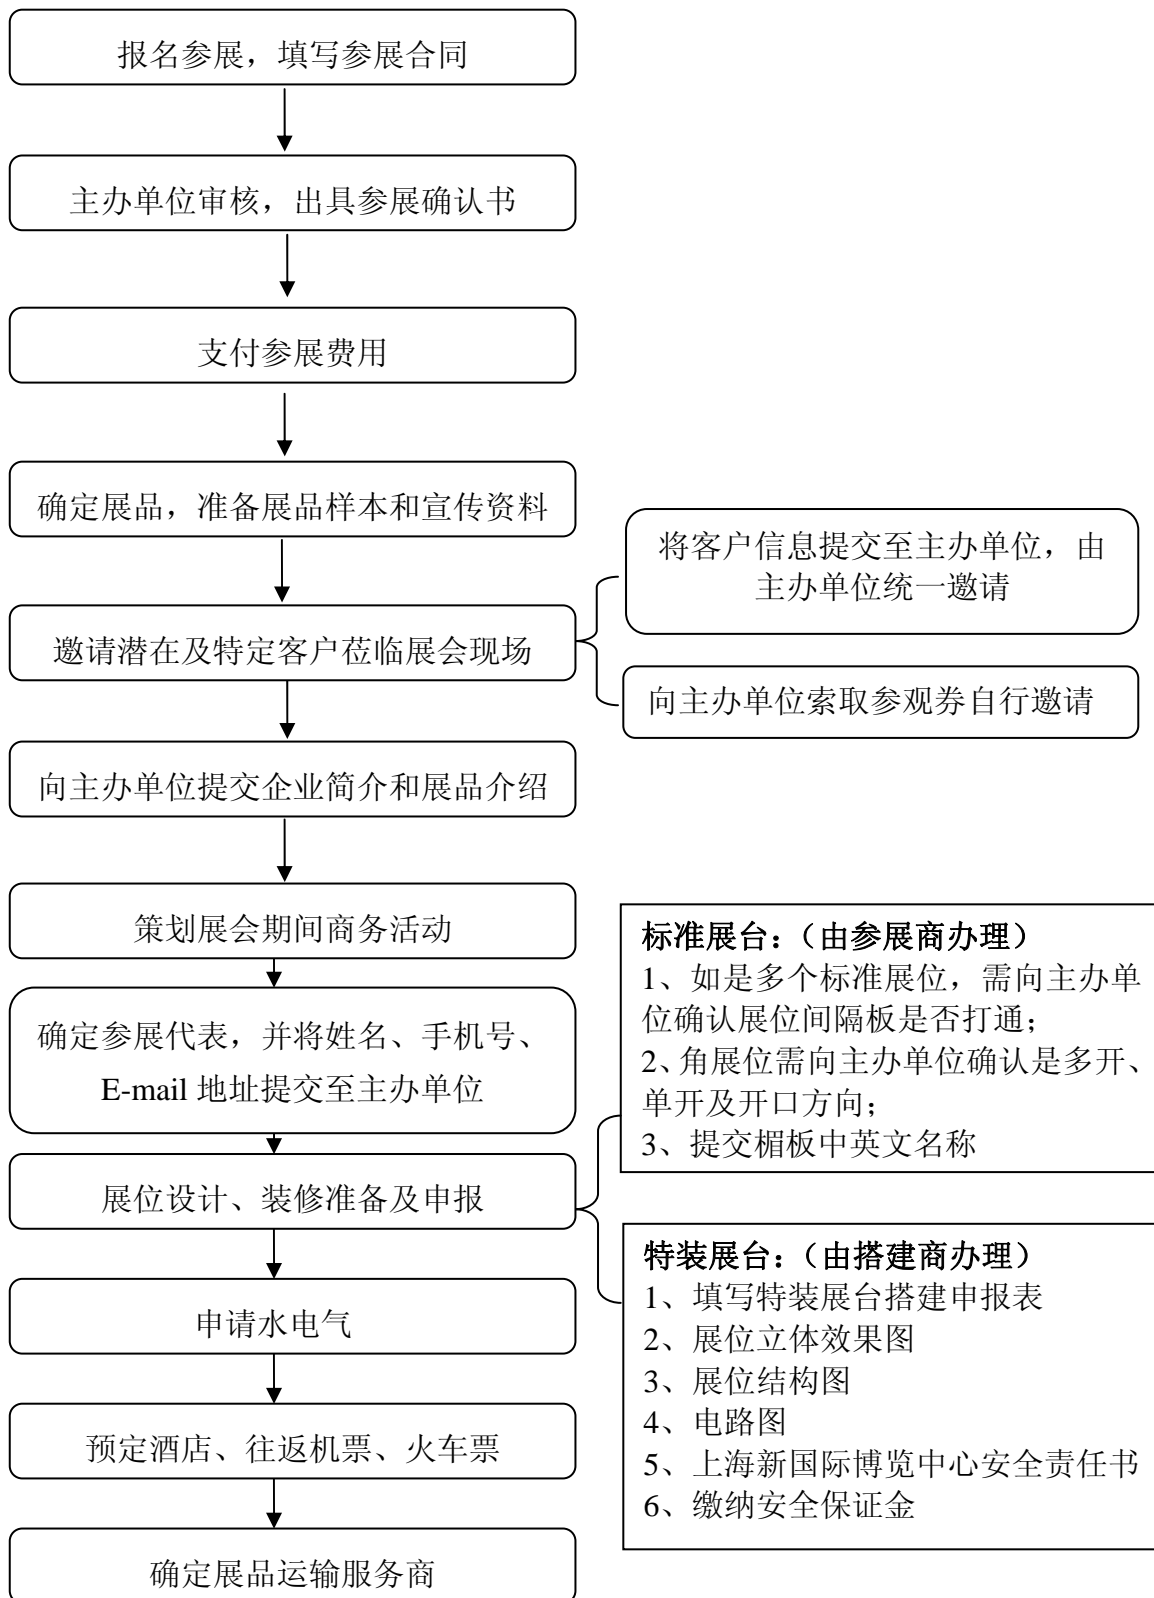 报名参展，填写参展合同
主办单位审核，出具参展确认书
支付参展费用
确定展品，准备展品样本和宣传资料
将客户信息提交至主办单位，由
主办单位统一邀请
邀请潜在及特定客户莅临展会现场
向主办单位索取参观券自行邀请
向主办单位提交企业简介和展品介绍
策划展会期间商务活动
确定参展代表，并将姓名、手机号、
E-mail 地址提交至主办单位
展位设计、装修准备及申报
标准展台：（由参展商办理）
1、如是多个标准展位，需向主办单
位确认展位间隔板是否打通；
2、角展位需向主办单位确认是多开、
单开及开口方向；
3、提交楣板中英文名称
特装展台：（由搭建商办理）
1、填写特装展台搭建申报表
2、展位立体效果图
3、展位结构图
4、电路图
5、上海新国际博览中心安全责任书
6、缴纳安全保证金
申请水电气
预定酒店、往返机票、火车票
确定展品运输服务商